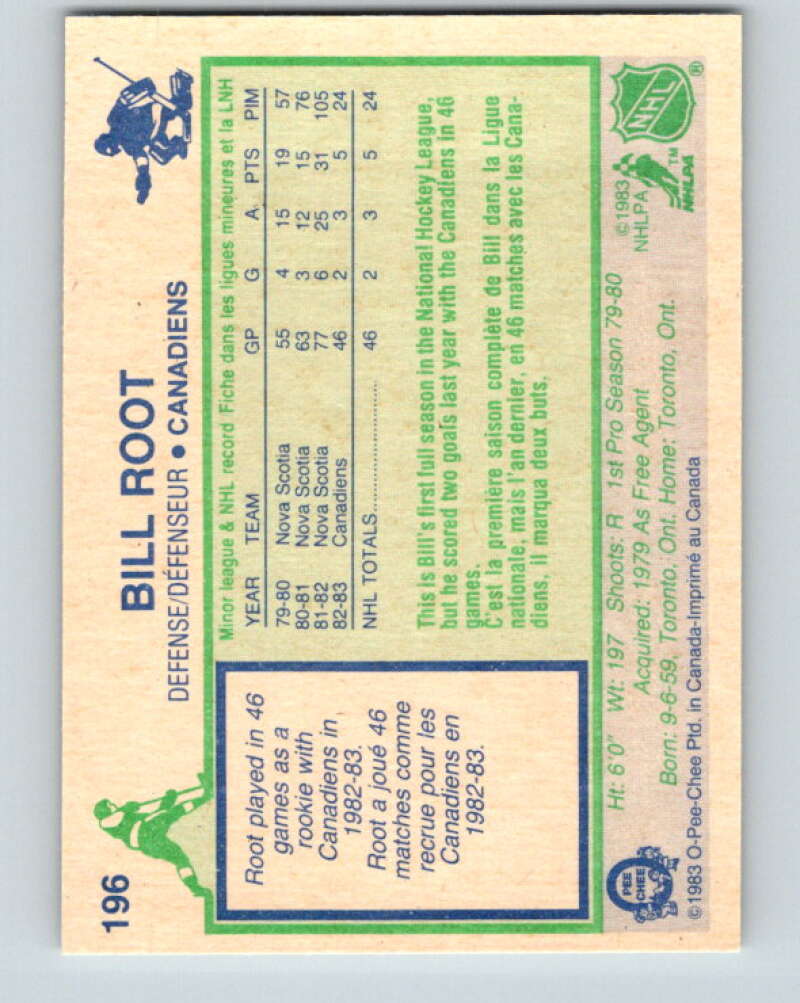 196
BILL ROOT
DEFENSE/DÉFENSEUR • CANADIENS
Root played in 46
games as a
rookie with
Canadiens in
1982-83.
Root a joué 46
matches comme
recrue pour les
Canadiens en
1982-83.
Minor league & NHL record Fiche dans les ligues mineures et la LNH
YEAR TEAM GP G A PTS PIM
79-80 Nova Scotia 55 4 15 19 57
80-81 Nova Scotia 63 3 12 15 76
81-82 Nova Scotia 77 6 25 31 105
82-83 Canadiens 46 2 3 5 24
NHL TOTALS 46 2 3 5 24
This is Bill's first full season in the National Hockey League,
but he scored two goals last year with the Canadiens in 46
games.
C'est la première saison complète de Bill dans la Ligue
nationale, mais l'an dernier, en 46 matches avec les Cana-
diens, il marqua deux buts.
PEE
CHEE
Ht: 6'0" Wt: 197 Shoots: R 1st Pro Season 79-80
Acquired: 1979 As Free Agent
Born: 9-6-59, Toronto, Ont. Home: Toronto, Ont.
©1983 O-Pee-Chee Ptd. in Canada-Imprimé au Canada
©1983
NHLPA
NHL
®
™
NHLPA